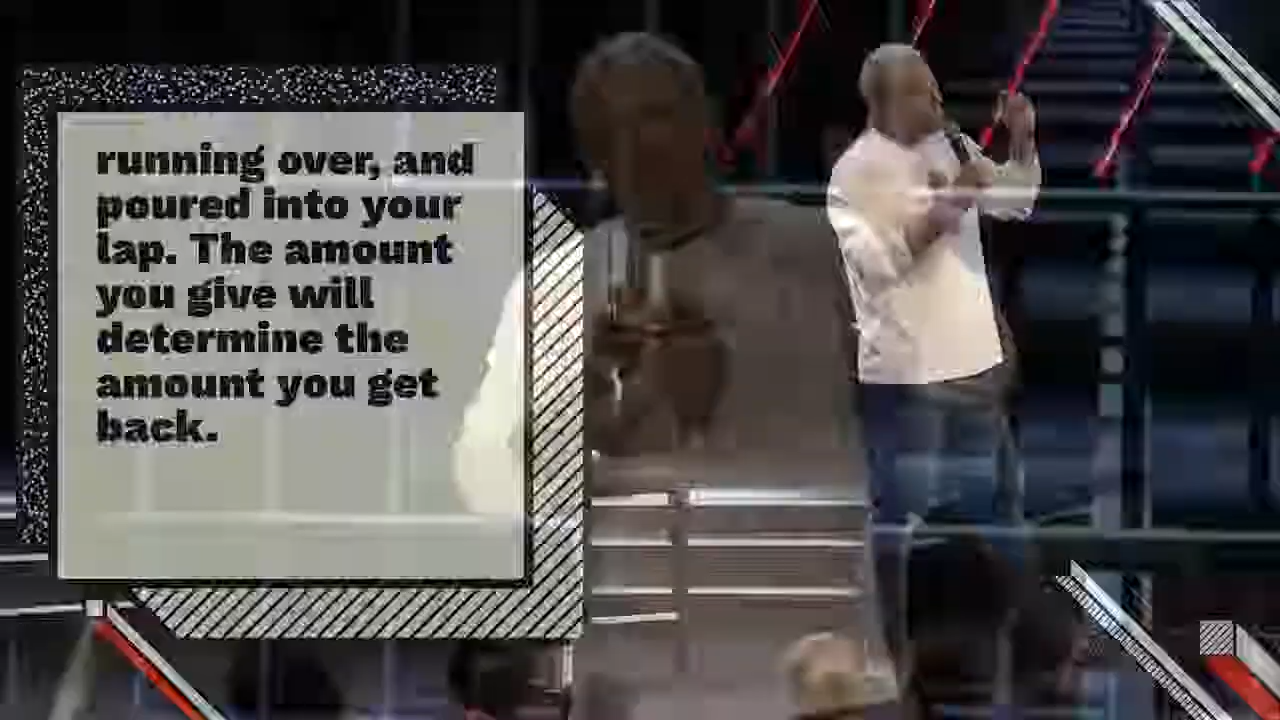 running over, and
poured into your
lap. The amount
you give will
determine the
amount you get
back.